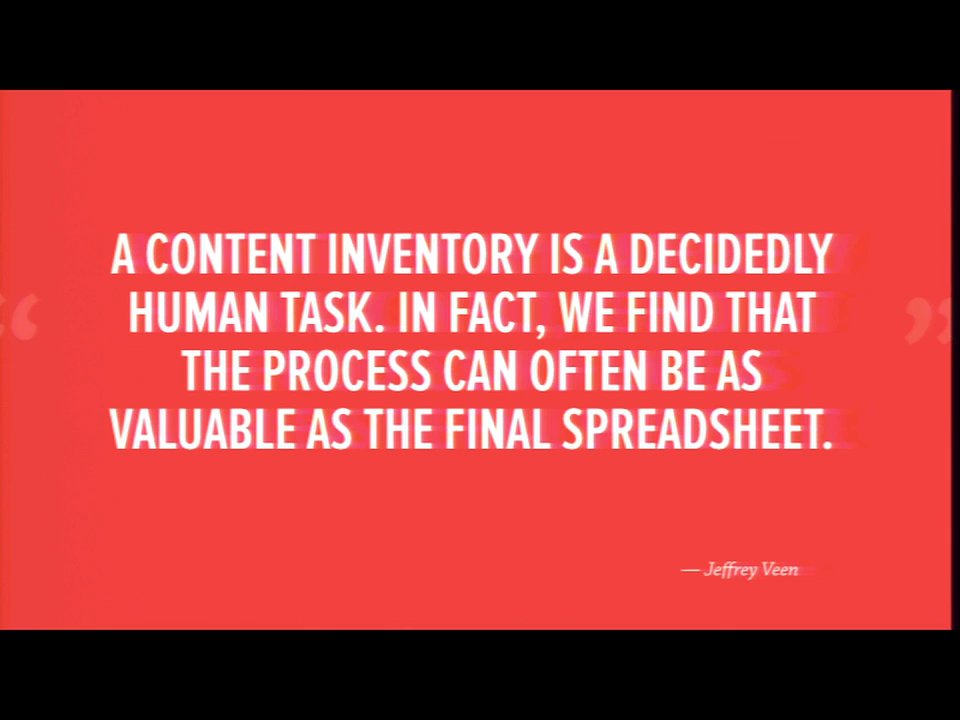 A CONTENT INVENTORY IS A DECIDEDLY
HUMAN TASK. IN FACT, WE FIND THAT
“ ”
THE PROCESS CAN OFTEN BE AS
VALUABLE AS THE FINAL SPREADSHEET.
— Jeffrey Veen